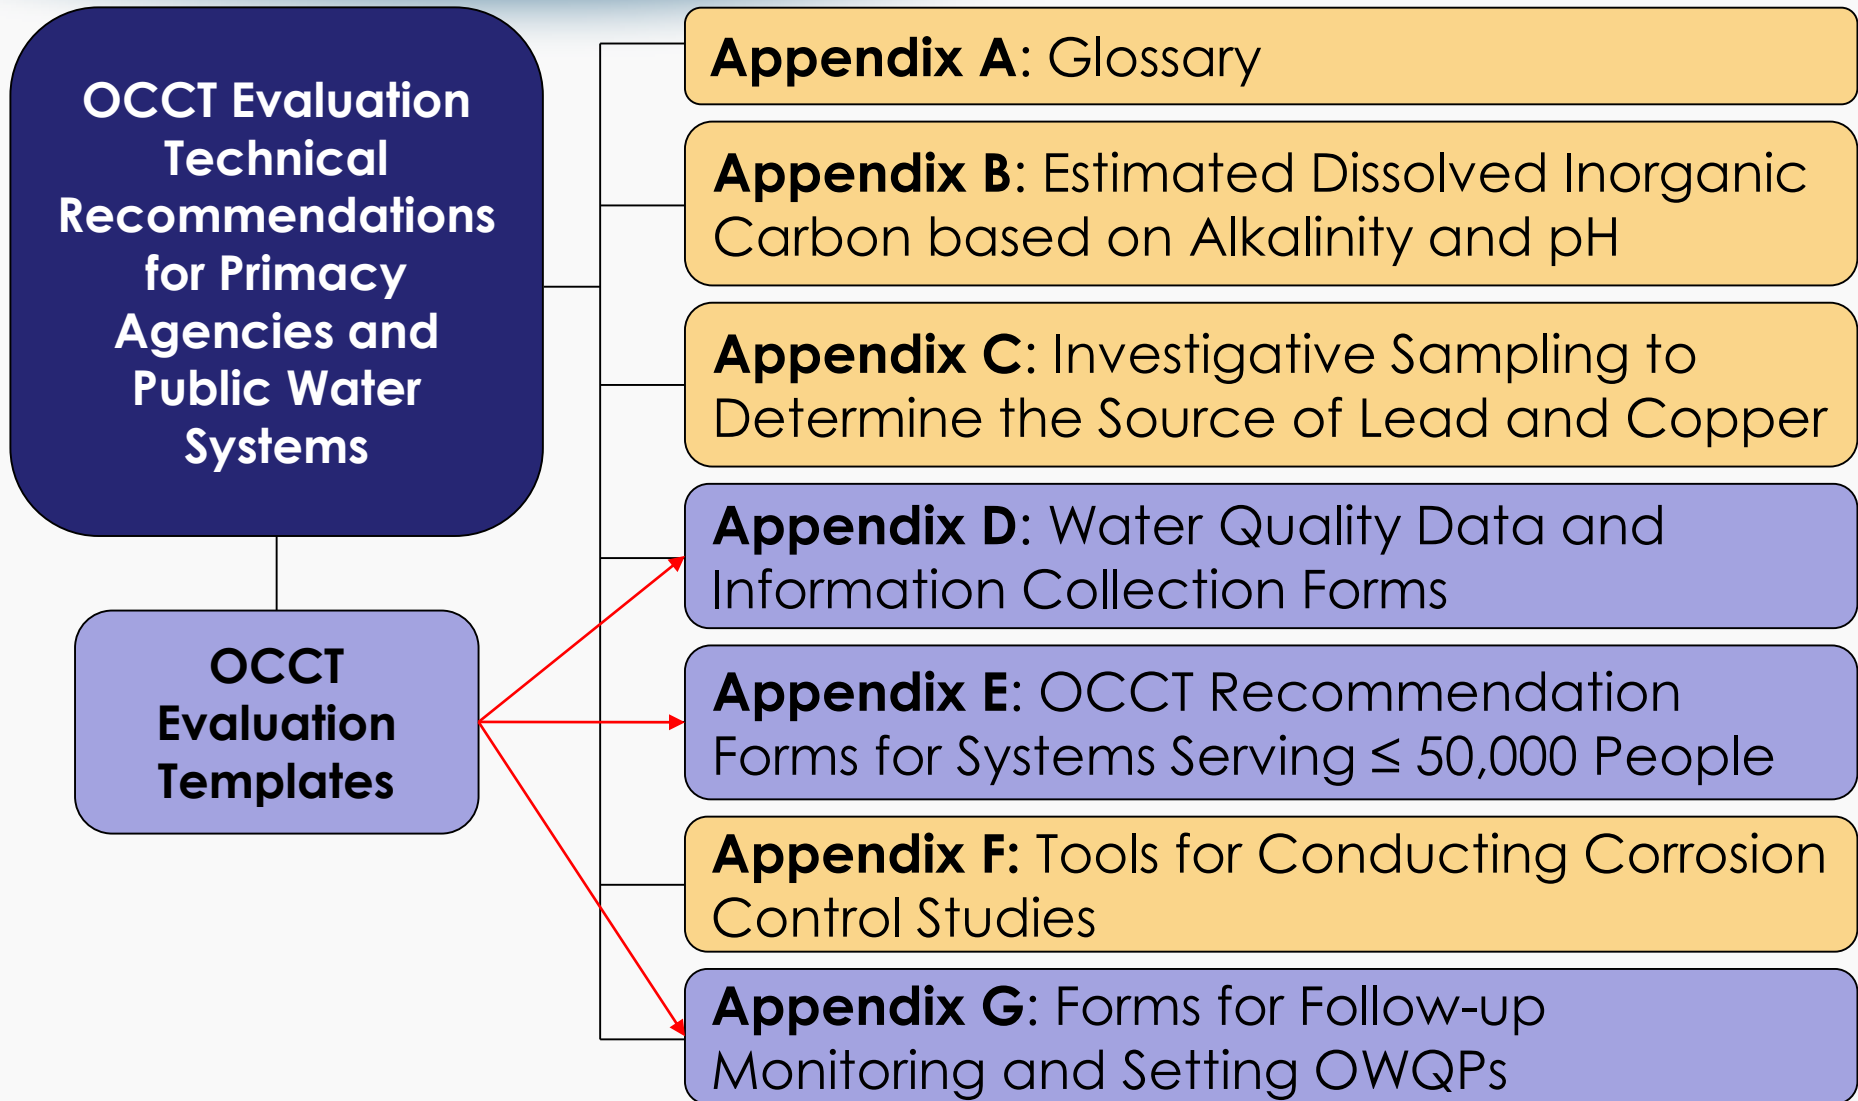 OCCT Evaluation
Technical
Recommendations
for Primacy
Agencies and
Public Water
Systems
OCCT
Evaluation
Templates
Appendix A: Glossary
Appendix B: Estimated Dissolved Inorganic
Carbon based on Alkalinity and pH
Appendix C: Investigative Sampling to
Determine the Source of Lead and Copper
Appendix D: Water Quality Data and
Information Collection Forms
Appendix E: OCCT Recommendation
Forms for Systems Serving ≤ 50,000 People
Appendix F: Tools for Conducting Corrosion
Control Studies
Appendix G: Forms for Follow-up
Monitoring and Setting OWQPs